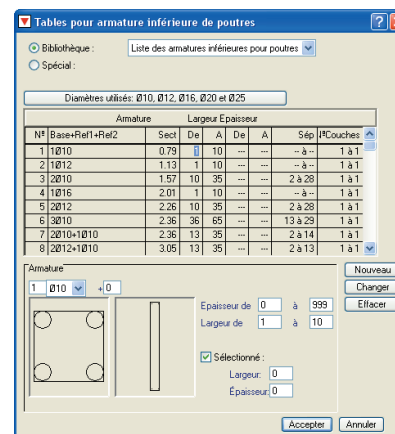 Tables pour armature inférieure de poutres
Bibliothèque : Liste des armatures inférieures pour poutres
Spécial :
Diamètres utilisés: Ø10, Ø12, Ø16, Ø20 et Ø25
Armature Largeur Epaisseur
Nº Base+Ref1+Ref2 Sect De A De A Sép Couches
1 1Ø10 0.79 1 10 --- --- -- à -- 1 à 1
2 1Ø12 1.13 1 10 --- --- -- à -- 1 à 1
3 2Ø10 1.57 10 35 --- --- 2 à 28 1 à 1
4 1Ø16 2.01 1 10 --- --- -- à -- 1 à 1
5 2Ø12 2.26 10 35 --- --- 2 à 28 1 à 1
6 3Ø10 2.36 36 65 --- --- 13 à 29 1 à 1
7 2Ø10+1Ø10 2.36 13 35 --- --- 2 à 14 1 à 1
8 2Ø12+1Ø10 3.05 13 35 --- --- 2 à 13 1 à 1
Armature
1 Ø10 +0
Epaisseur de 0 à 999
Largeur de 1 à 10
Sélectionné :
Largeur: 0
Épaisseur: 0
Nouveau
Changer
Effacer
Accepter Annuler